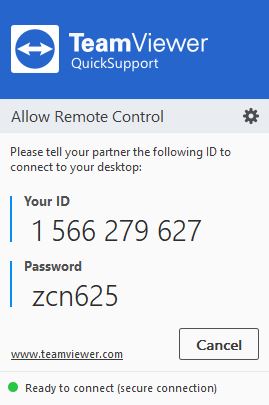 TeamViewer
QuickSupport
Allow Remote Control
Please tell your partner the following ID to
connect to your desktop:
Your ID
1 566 279 627
Password
zcn625
www.teamviewer.com
Cancel
Ready to connect (secure connection)